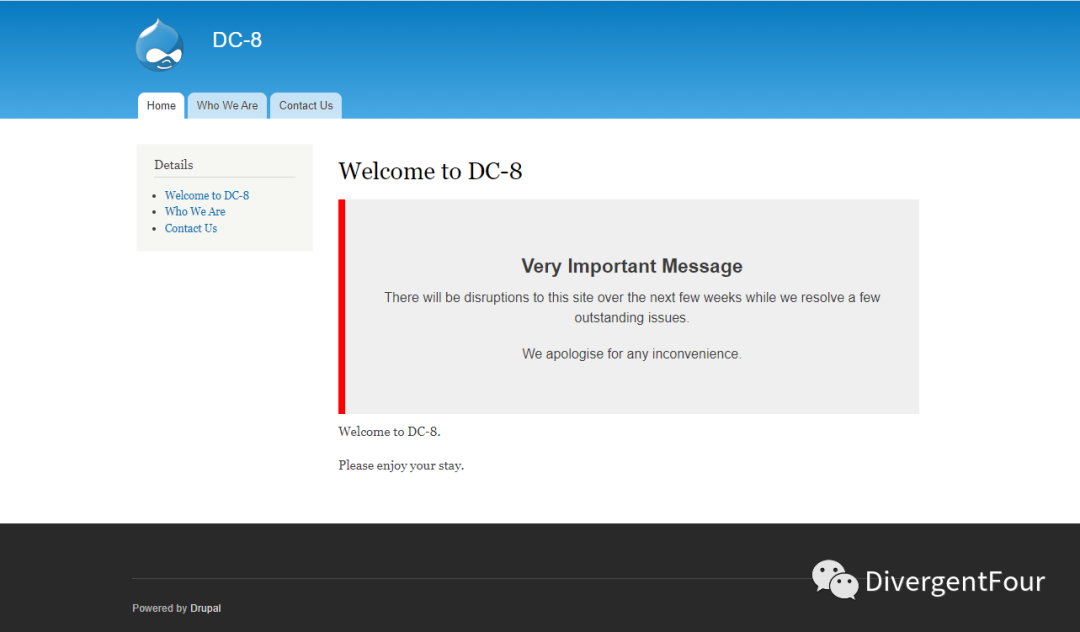 DC-8
Home
Who We Are
Contact Us
Details
Welcome to DC-8
Who We Are
Contact Us
Welcome to DC-8
Very Important Message
There will be disruptions to this site over the next few weeks while we resolve a few
outstanding issues.
We apologise for any inconvenience.
Welcome to DC-8.
Please enjoy your stay.
DivergentFour
Powered by Drupal